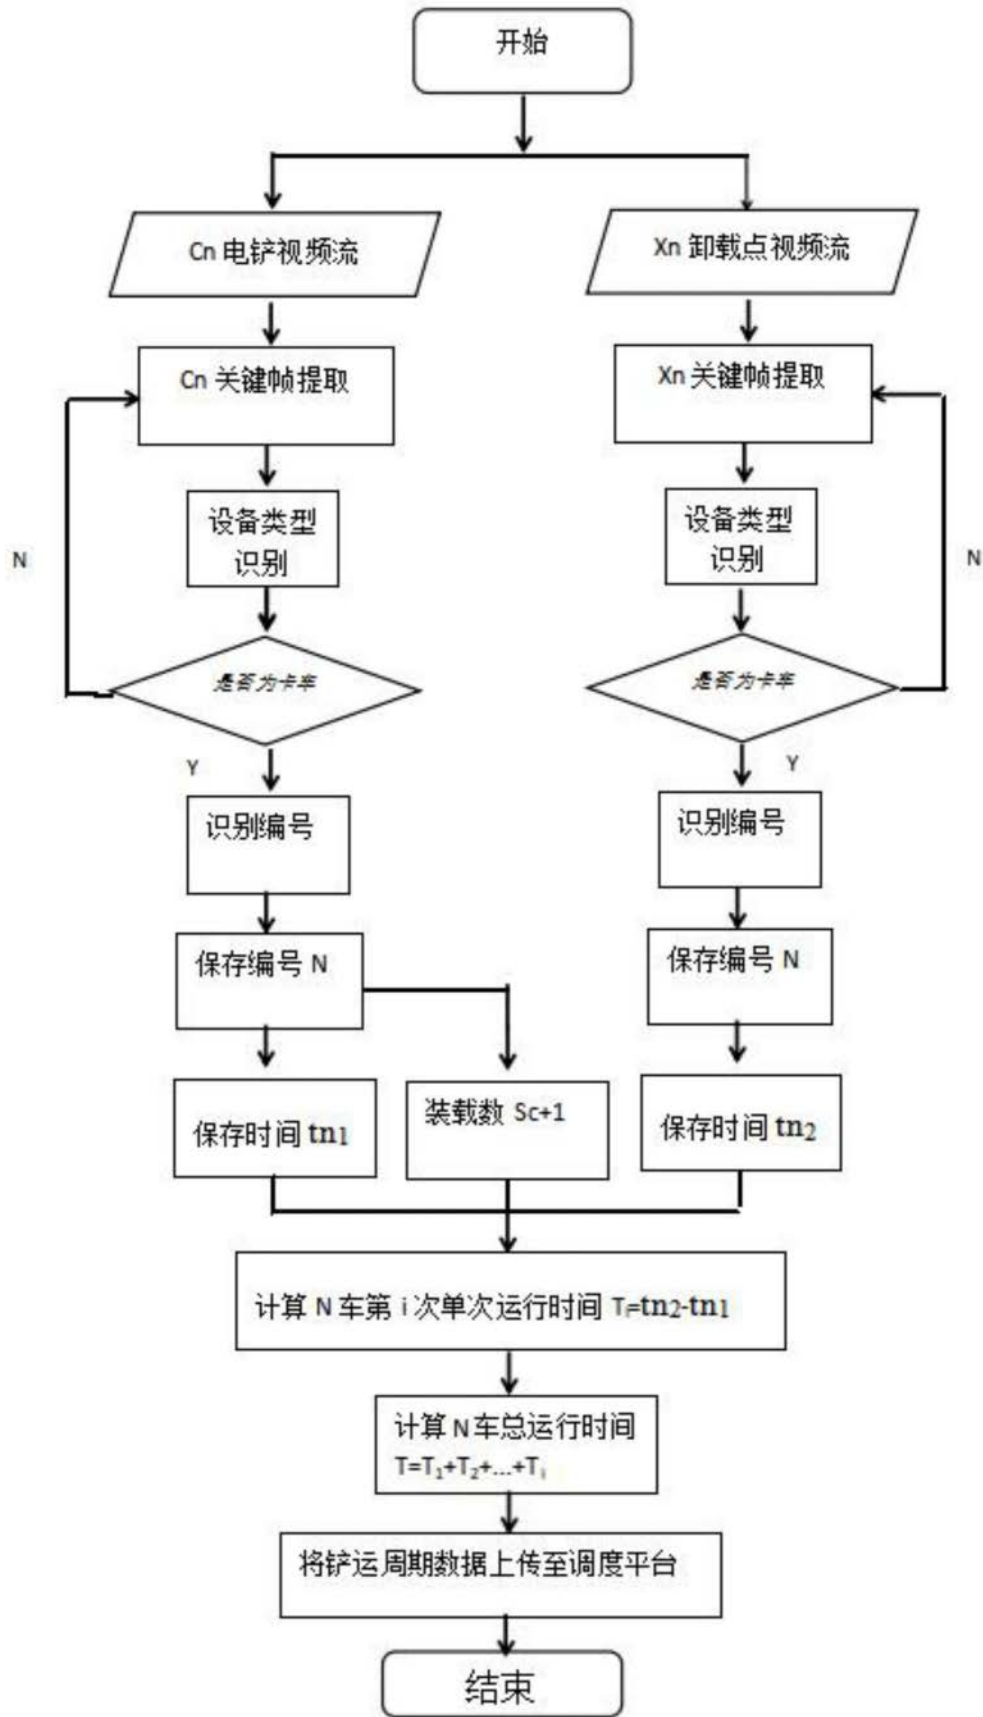 开始
Cn 电铲视频流
Xn 卸载点视频流
Cn 关键帧提取
Xn 关键帧提取
设备类型
识别
设备类型
识别
N
N
是否为卡车
是否为卡车
Y
Y
识别编号
识别编号
保存编号 N
保存编号 N
保存时间 tn1
装载数 Sc+1
保存时间 tn2
计算 N 车第 i 次单次运行时间 Ti=tn2-tn1
计算 N 车总运行时间
T=T1+T2+...+Ti
将铲运周期数据上传至调度平台
结束